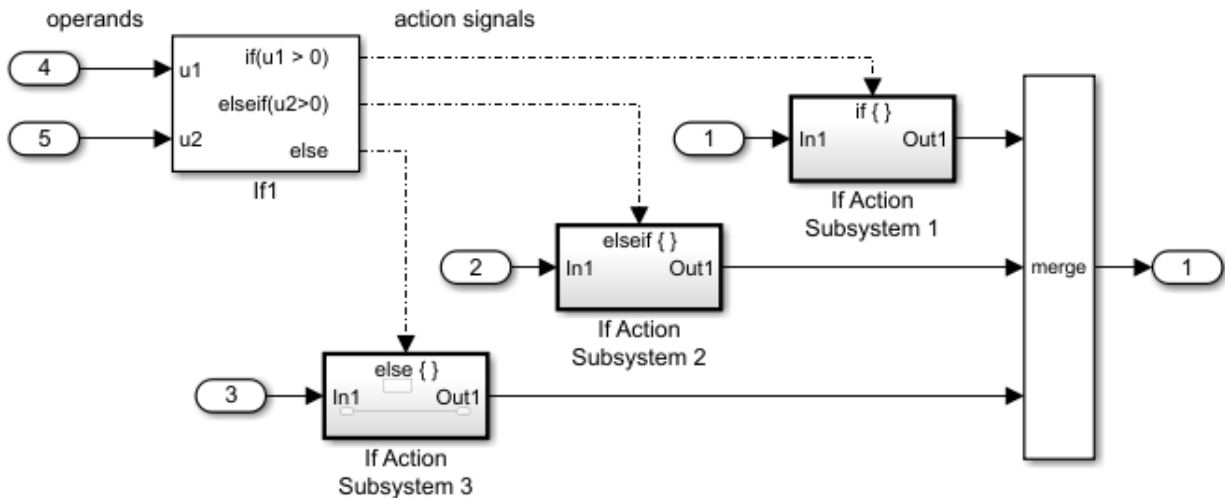 operands
action signals
4
u1
if(u1 > 0)
elseif(u2>0)
5
u2
else
If1
if { }
1
In1
Out1
If Action
Subsystem 1
elseif { }
2
In1
Out1
If Action
Subsystem 2
merge
1
else { }
3
In1
Out1
If Action
Subsystem 3